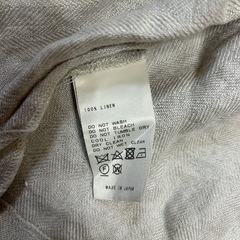 100% LINEN
DO NOT WASH
DO NOT BLEACH
DO NOT TUMBLE DRY
COOL IRON
DRY CLEAN
DO NOT WET CLEAN
MADE IN JAPAN